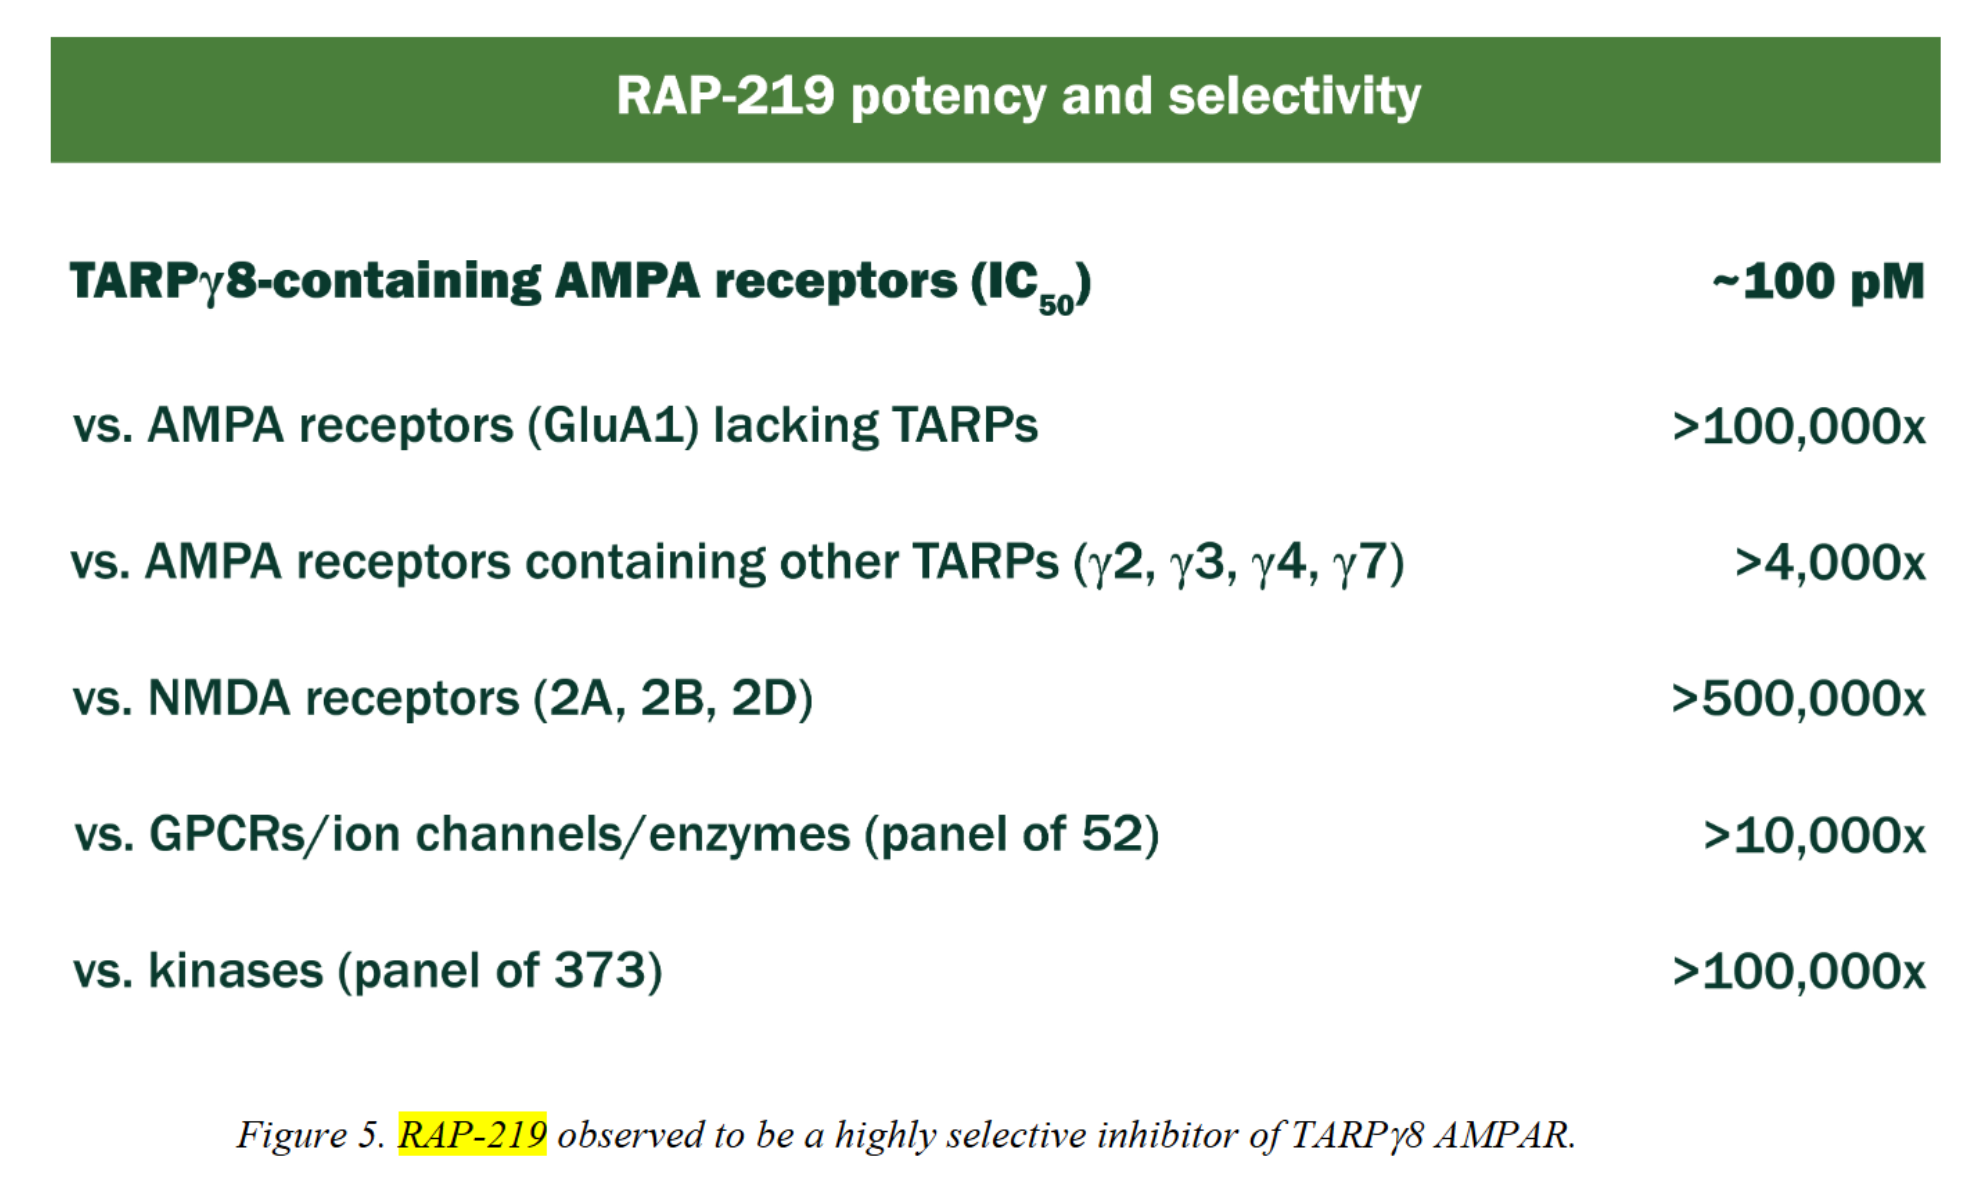 RAP-219 potency and selectivity
TARPγ8-containing AMPA receptors (IC50) ~100 pM
vs. AMPA receptors (GluA1) lacking TARPs >100,000x
vs. AMPA receptors containing other TARPs (γ2, γ3, γ4, γ7) >4,000x
vs. NMDA receptors (2A, 2B, 2D) >500,000x
vs. GPCRs/ion channels/enzymes (panel of 52) >10,000x
vs. kinases (panel of 373) >100,000x
Figure 5. RAP-219 observed to be a highly selective inhibitor of TARPγ8 AMPAR.